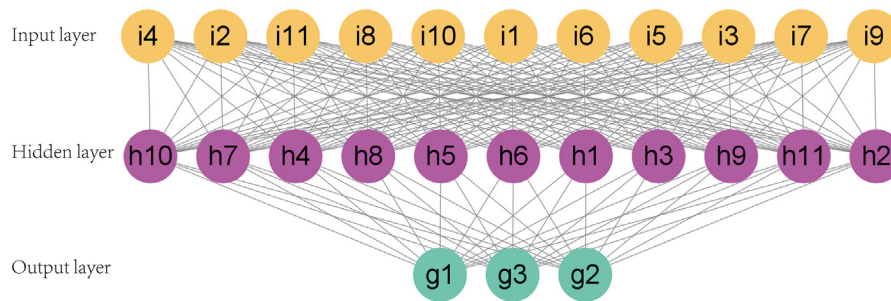 Input layer i4 i2 i11 i8 i10 i1 i6 i5 i3 i7 i9
Hidden layer h10 h7 h4 h8 h5 h6 h1 h3 h9 h11 h2
Output layer g1 g3 g2